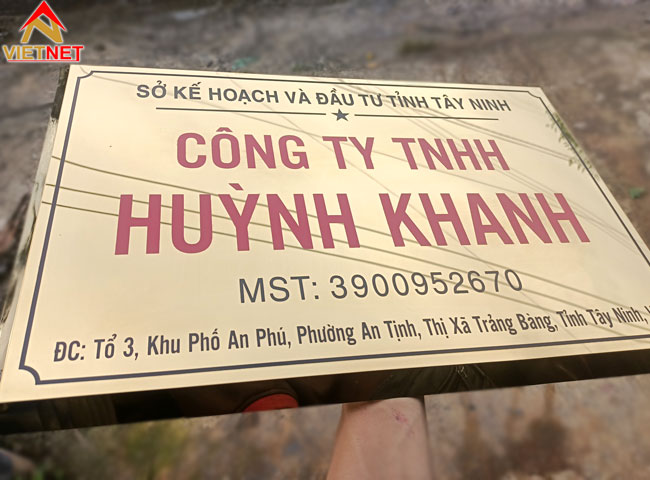 VIETNET
SỞ KẾ HOẠCH VÀ ĐẦU TƯ TỈNH TÂY NINH
CÔNG TY TNHH
HUỲNH KHANH
MST: 3900952670
ĐC: Tổ 3, Khu Phố An Phú, Phường An Tịnh, Thị Xã Trảng Bàng, Tỉnh Tây Ninh,